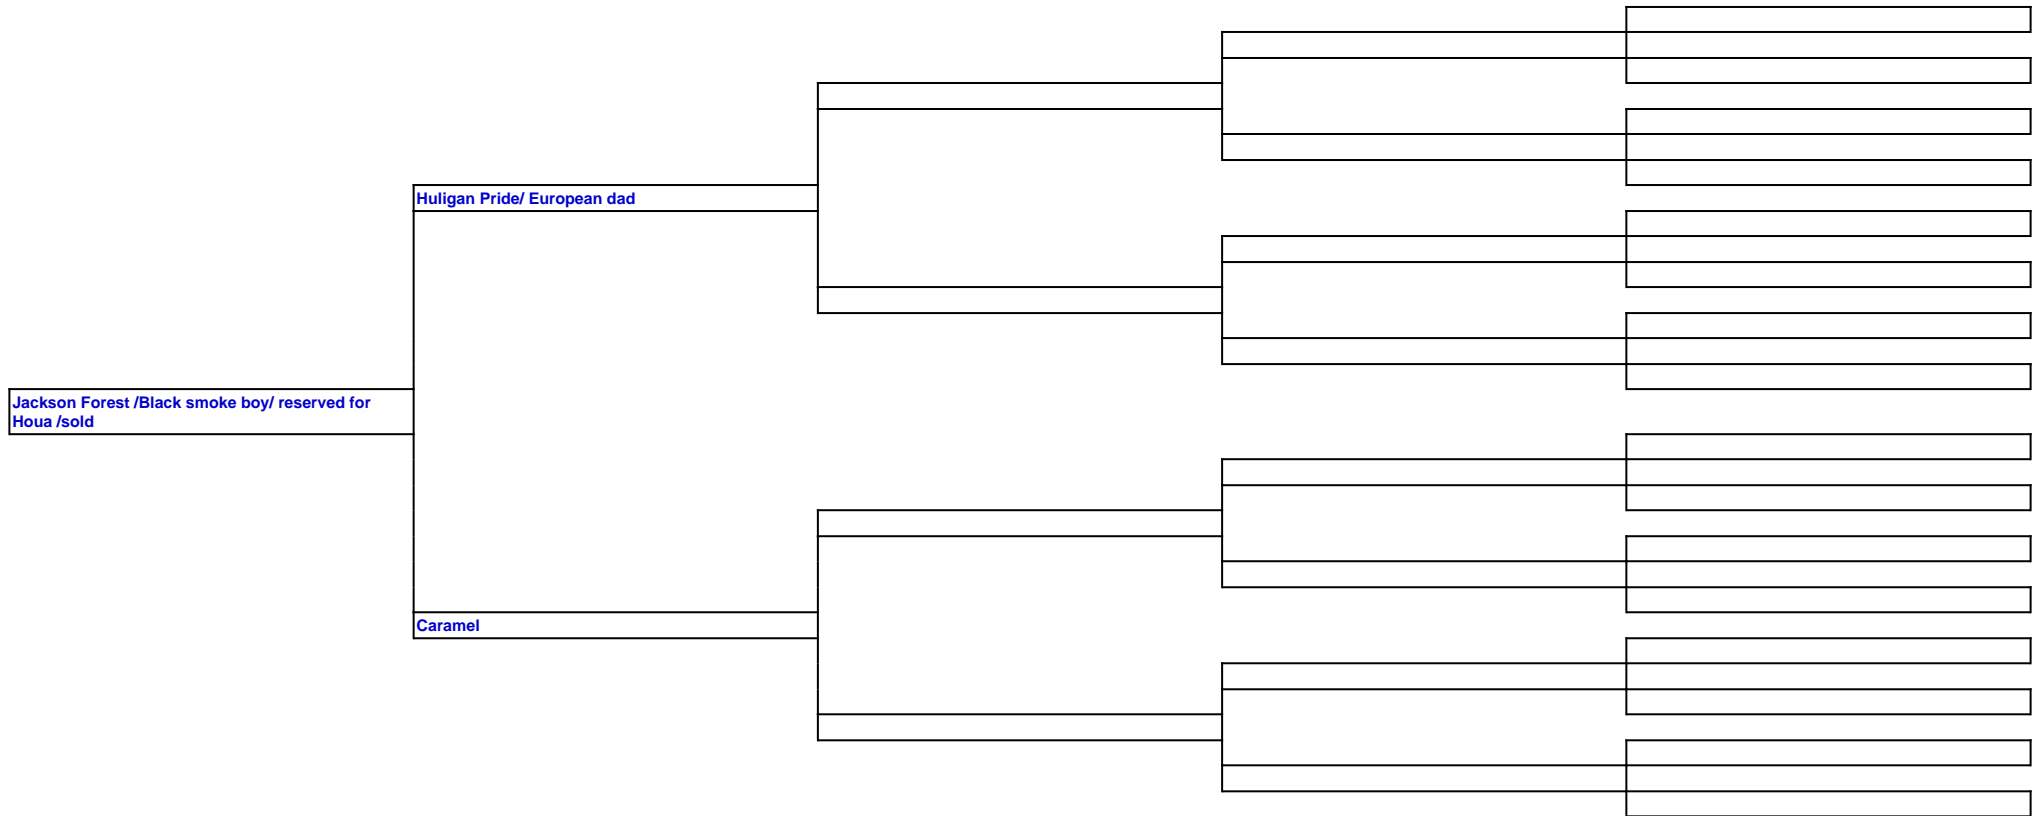 Huligan Pride/ European dad
Jackson Forest /Black smoke boy/ reserved for
Houa /sold
Caramel